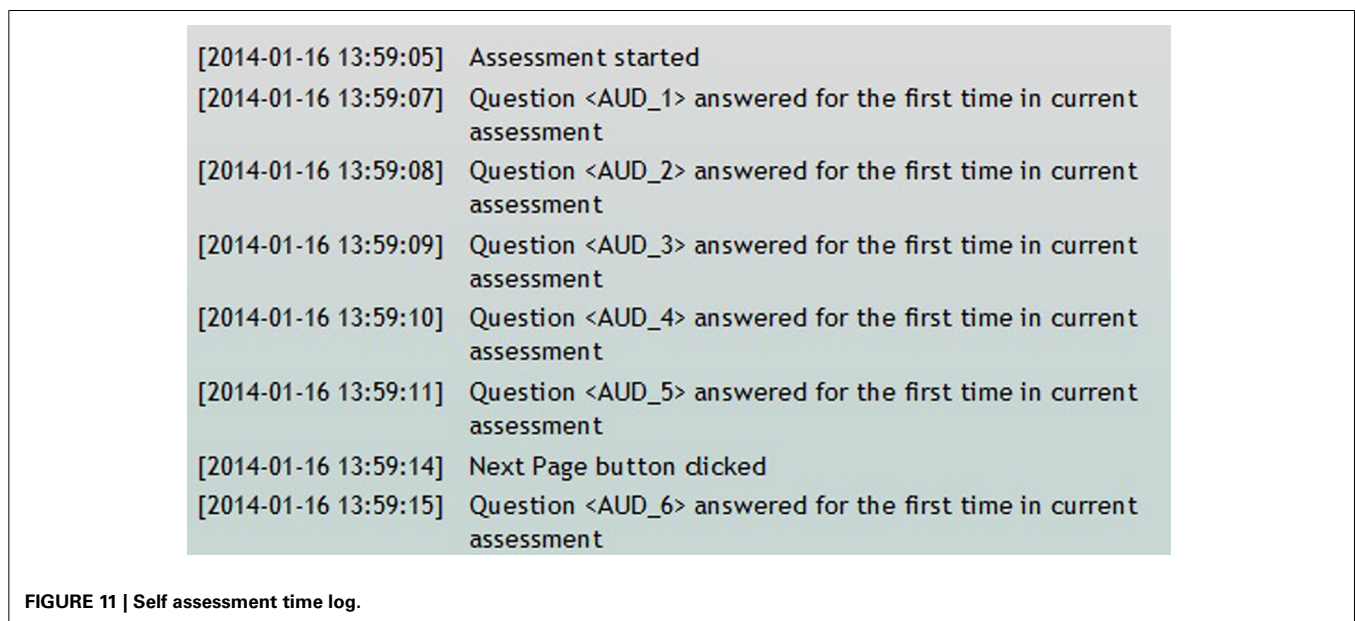 [2014-01-16 13:59:05] Assessment started
[2014-01-16 13:59:07] Question <AUD_1> answered for the first time in current
assessment
[2014-01-16 13:59:08] Question <AUD_2> answered for the first time in current
assessment
[2014-01-16 13:59:09] Question <AUD_3> answered for the first time in current
assessment
[2014-01-16 13:59:10] Question <AUD_4> answered for the first time in current
assessment
[2014-01-16 13:59:11] Question <AUD_5> answered for the first time in current
assessment
[2014-01-16 13:59:14] Next Page button clicked
[2014-01-16 13:59:15] Question <AUD_6> answered for the first time in current
assessment
FIGURE 11 | Self assessment time log.